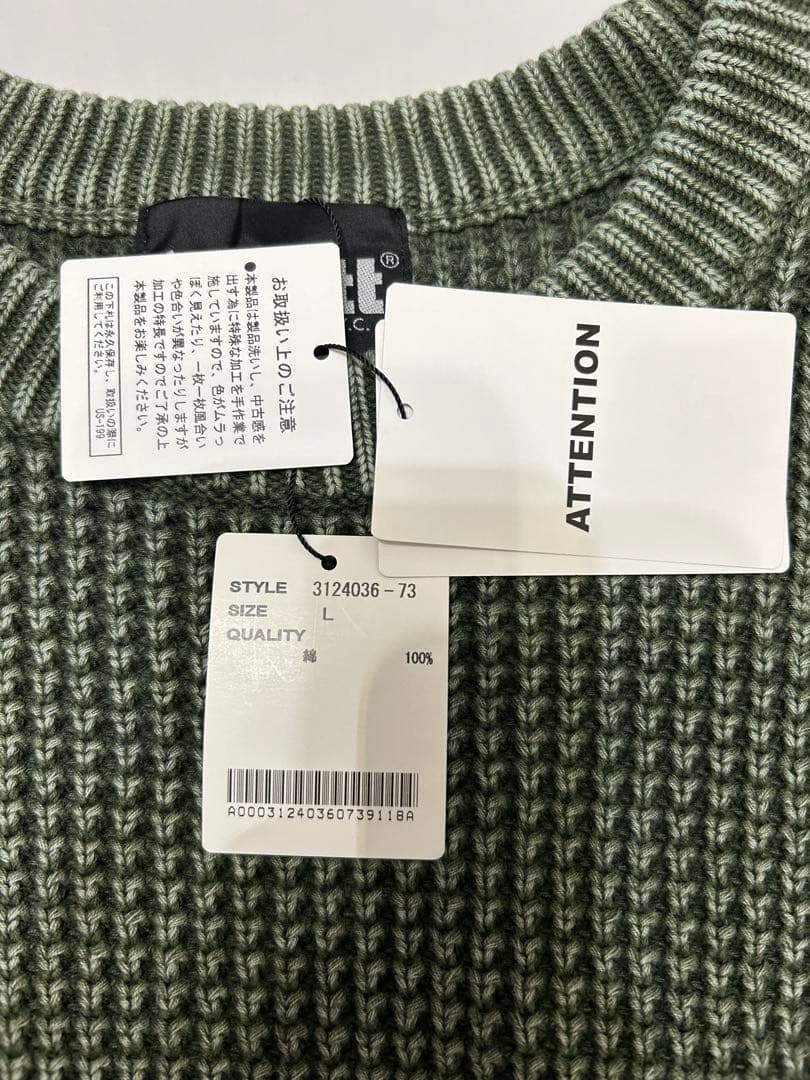 tt®
.C.
お取扱い上のご注意
●本製品は製品洗いし、中古感を
出す為に特殊な加工を手作業で
施していますので、色がムラっ
ぽく見えたり、一枚一枚風合い
や色合いが異なったりしますが
加工の特長ですのでご了承の上
本製品をお楽しみください。
この下札は永久保存し、取扱いの際に
ご利用してください。
US-199
ATTENTION
STYLE 3124036-73
SIZE L
QUALITY
綿 100%
A00031240360739118A